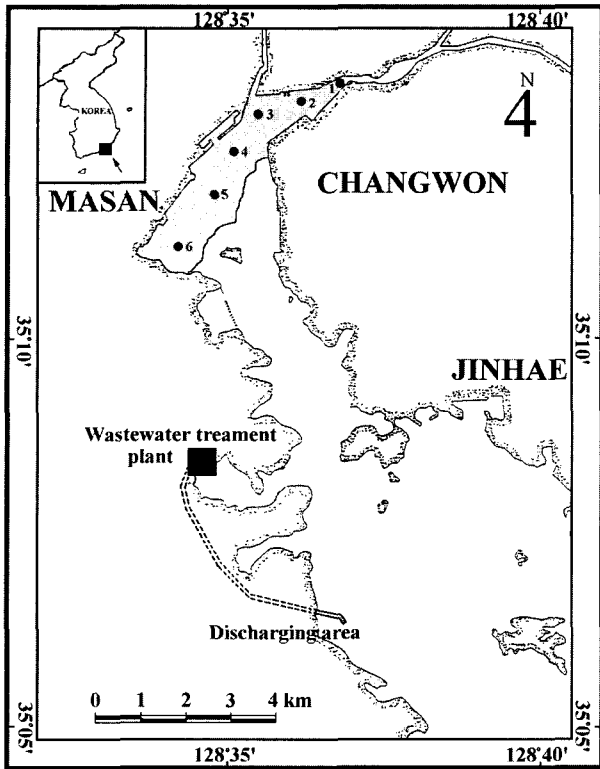 128°35' 128°40'
KOREA
N
4
1
2
3
4
5
6
MASAN
CHANGWON
35°10' 35°10'
JINHAE
Wastewater treament
plant
Discharging area
0 1 2 3 4 km
35°05' 35°05'
128°35' 128°40'